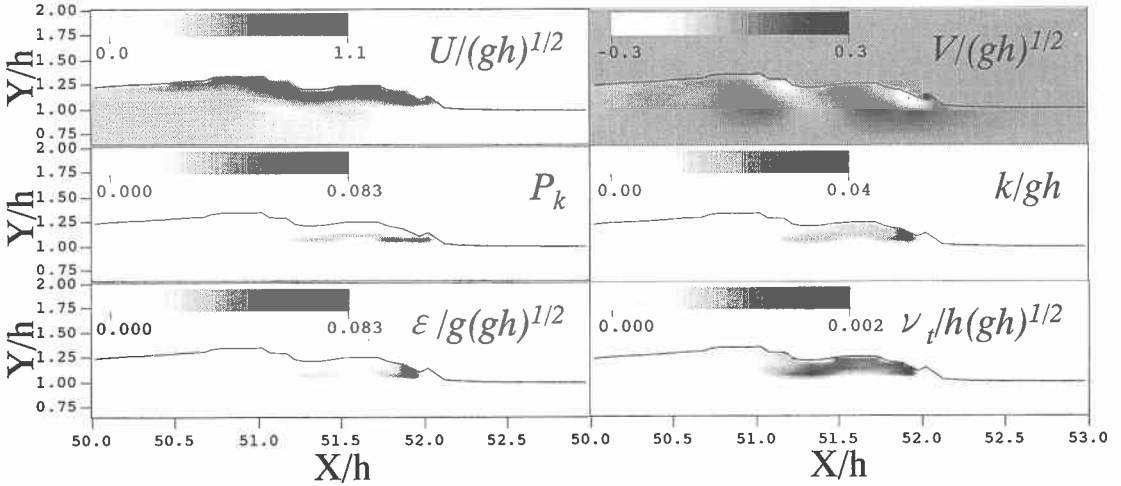 2.00
1.75
1.50
1.25
1.00
0.75
Y/h
0.0 1.1
U/(gh)^{1/2}
-0.3 0.3
V/(gh)^{1/2}
2.00
1.75
1.50
1.25
1.00
0.75
Y/h
0.000 0.083
P_k
0.00 0.04
k/gh
2.00
1.75
1.50
1.25
1.00
0.75
Y/h
0.000 0.083
ε/g(gh)^{1/2}
0.000 0.002
ν_t/h(gh)^{1/2}
50.0 50.5 51.0 51.5 52.0 52.5 50.0 50.5 51.0 51.5 52.0 52.5 53.0
X/h X/h